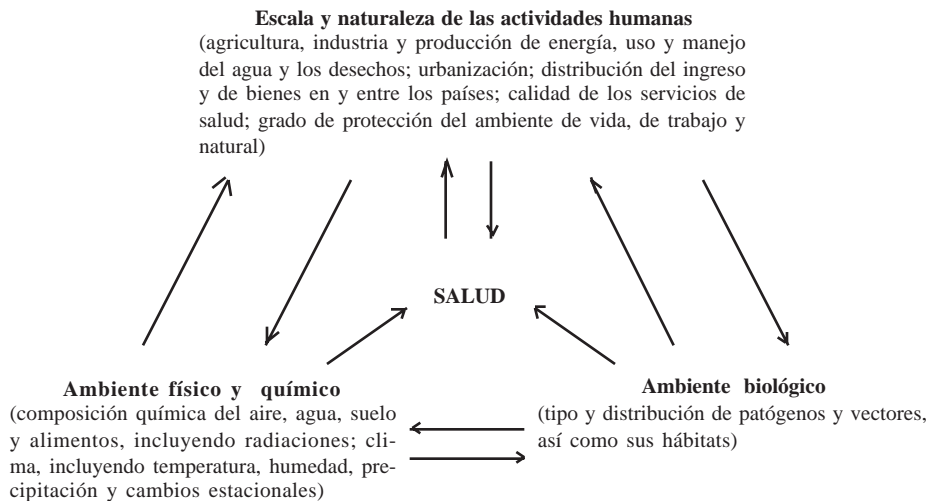 Escala y naturaleza de las actividades humanas
(agricultura, industria y producción de energía, uso y manejo
del agua y los desechos; urbanización; distribución del ingreso
y de bienes en y entre los países; calidad de los servicios de
salud; grado de protección del ambiente de vida, de trabajo y
natural)
SALUD
Ambiente físico y químico
(composición química del aire, agua, suelo
y alimentos, incluyendo radiaciones; cli-
ma, incluyendo temperatura, humedad, pre-
cipitación y cambios estacionales)
Ambiente biológico
(tipo y distribución de patógenos y vectores,
así como sus hábitats)